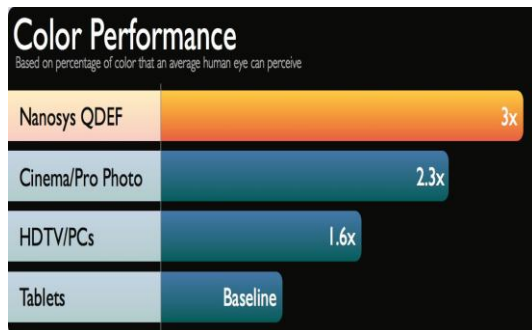 Color Performance
Based on percentage of color that an average human eye can perceive
Nanosys QDEF 3x
Cinema/Pro Photo 2.3x
HDTV/PCs 1.6x
Tablets Baseline